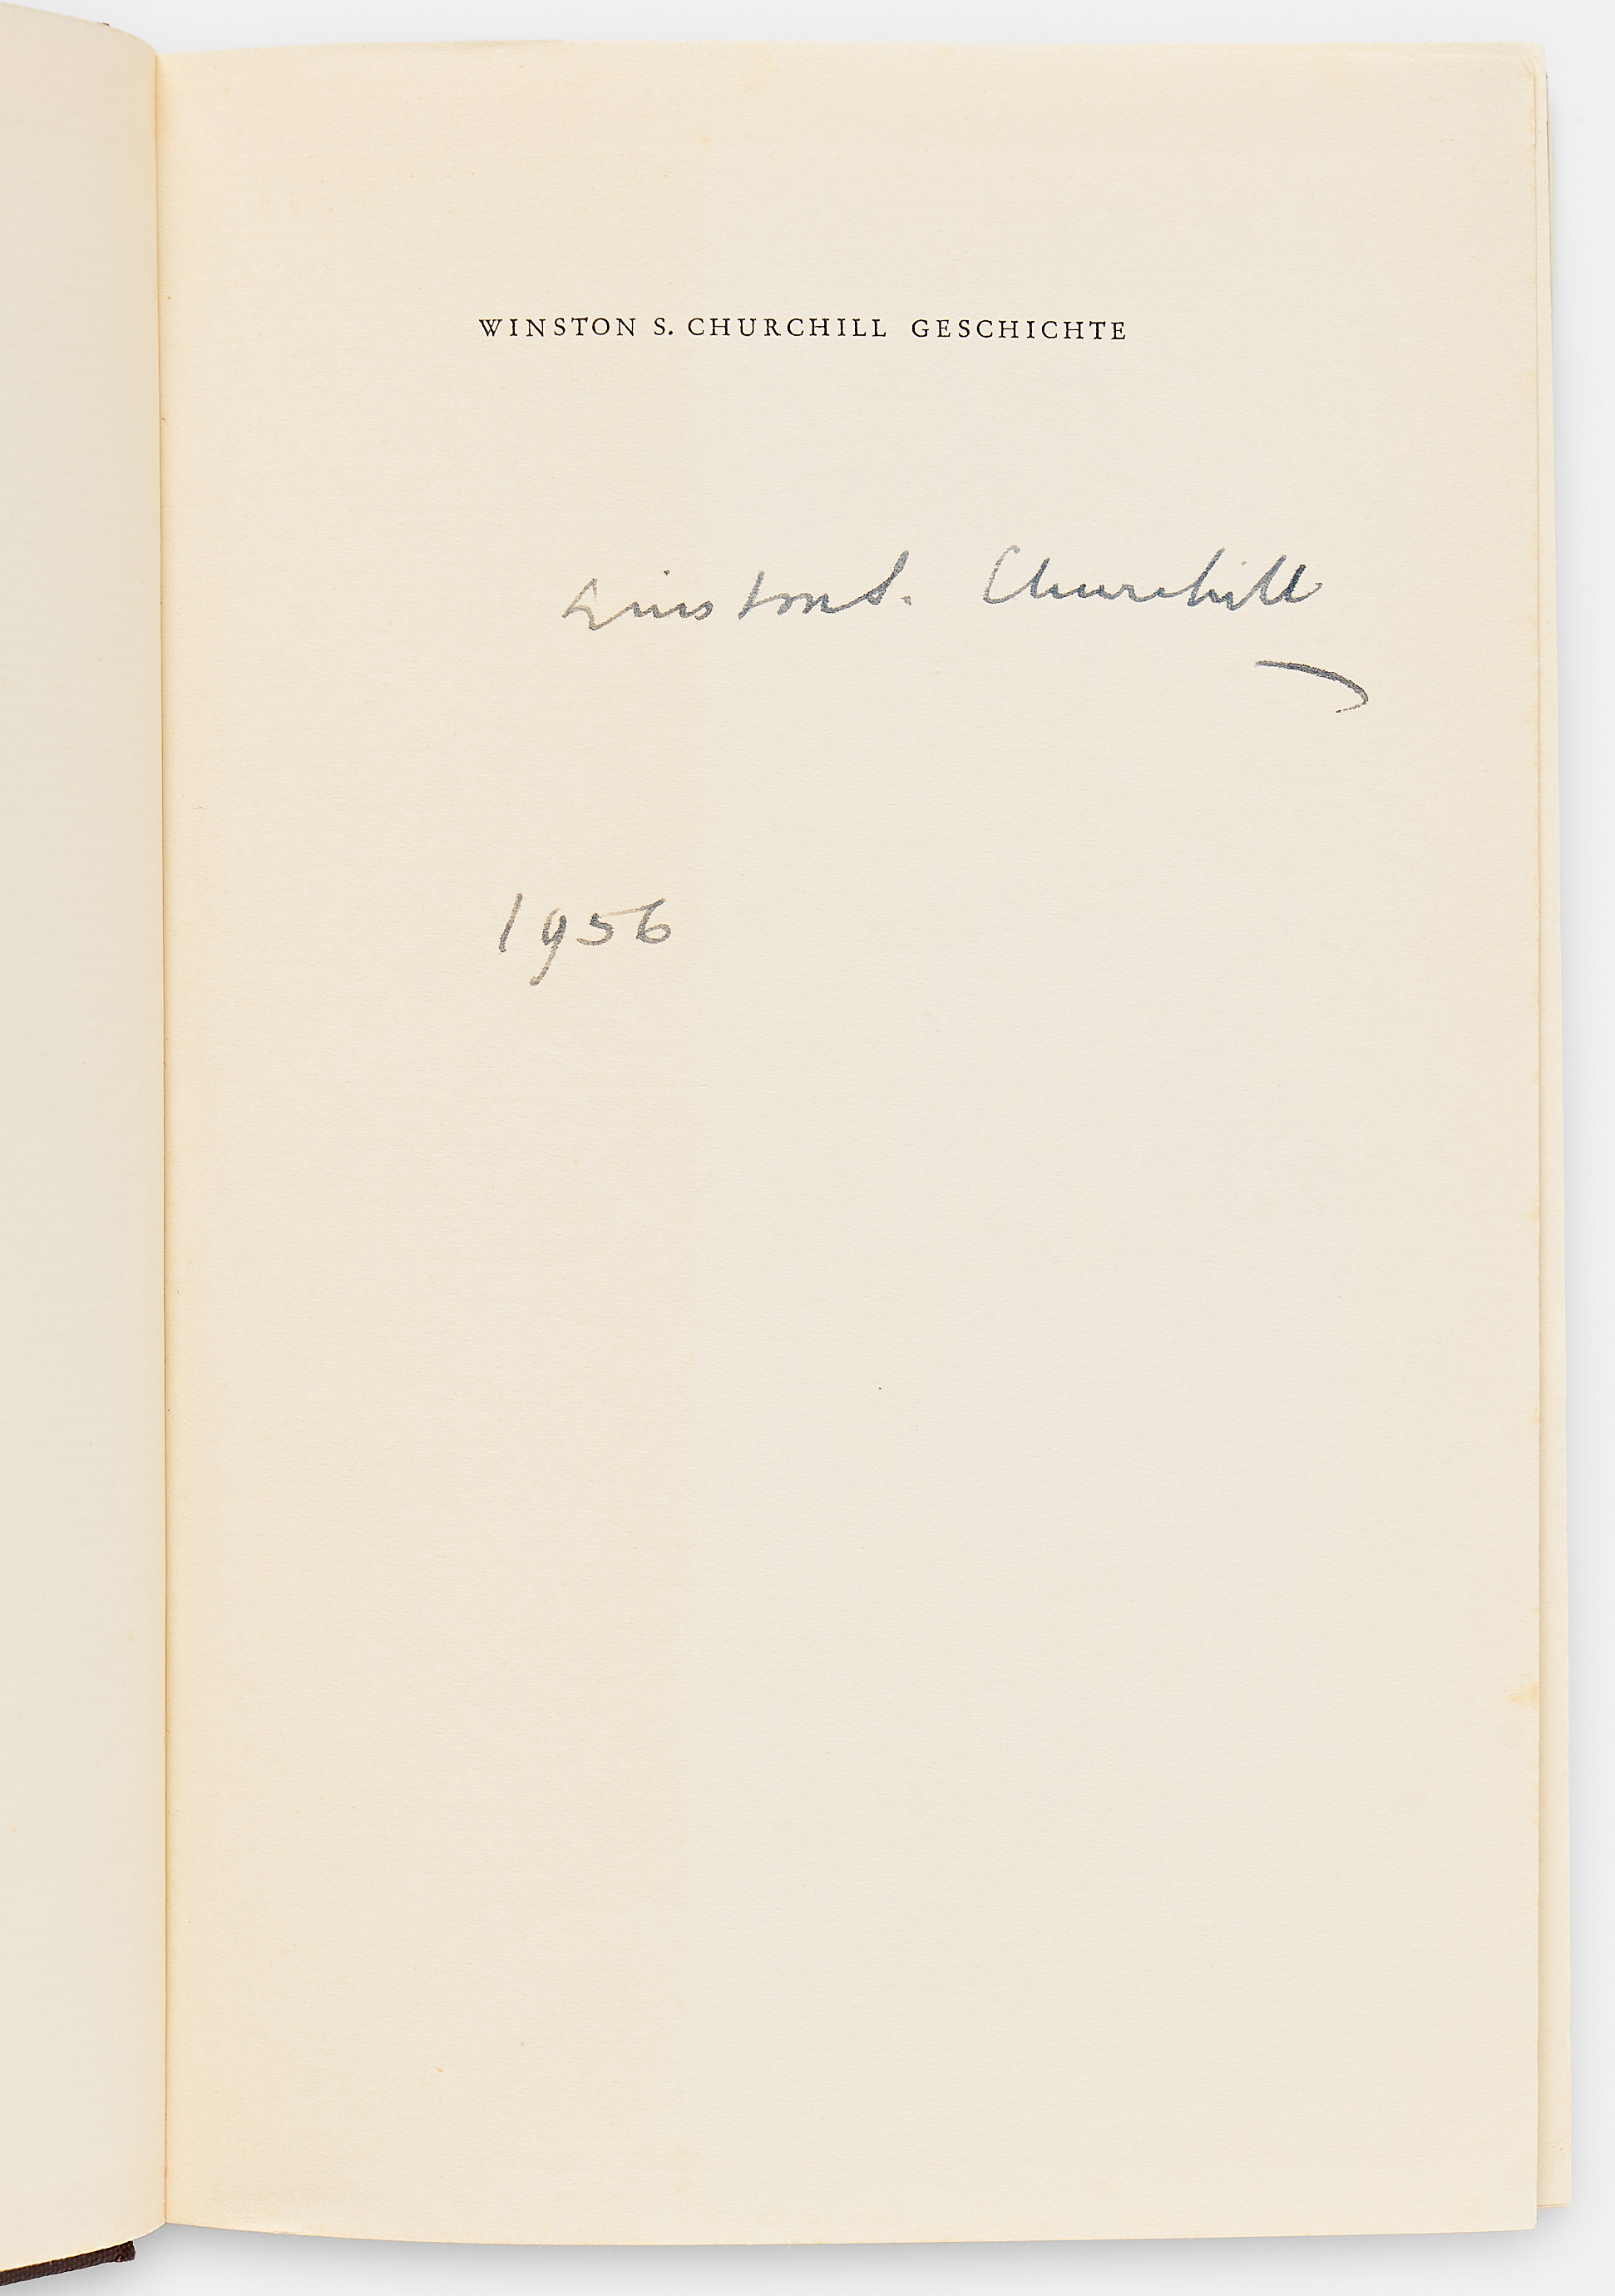 WINSTON S. CHURCHILL GESCHICHTE
Winston S. Churchill
1956